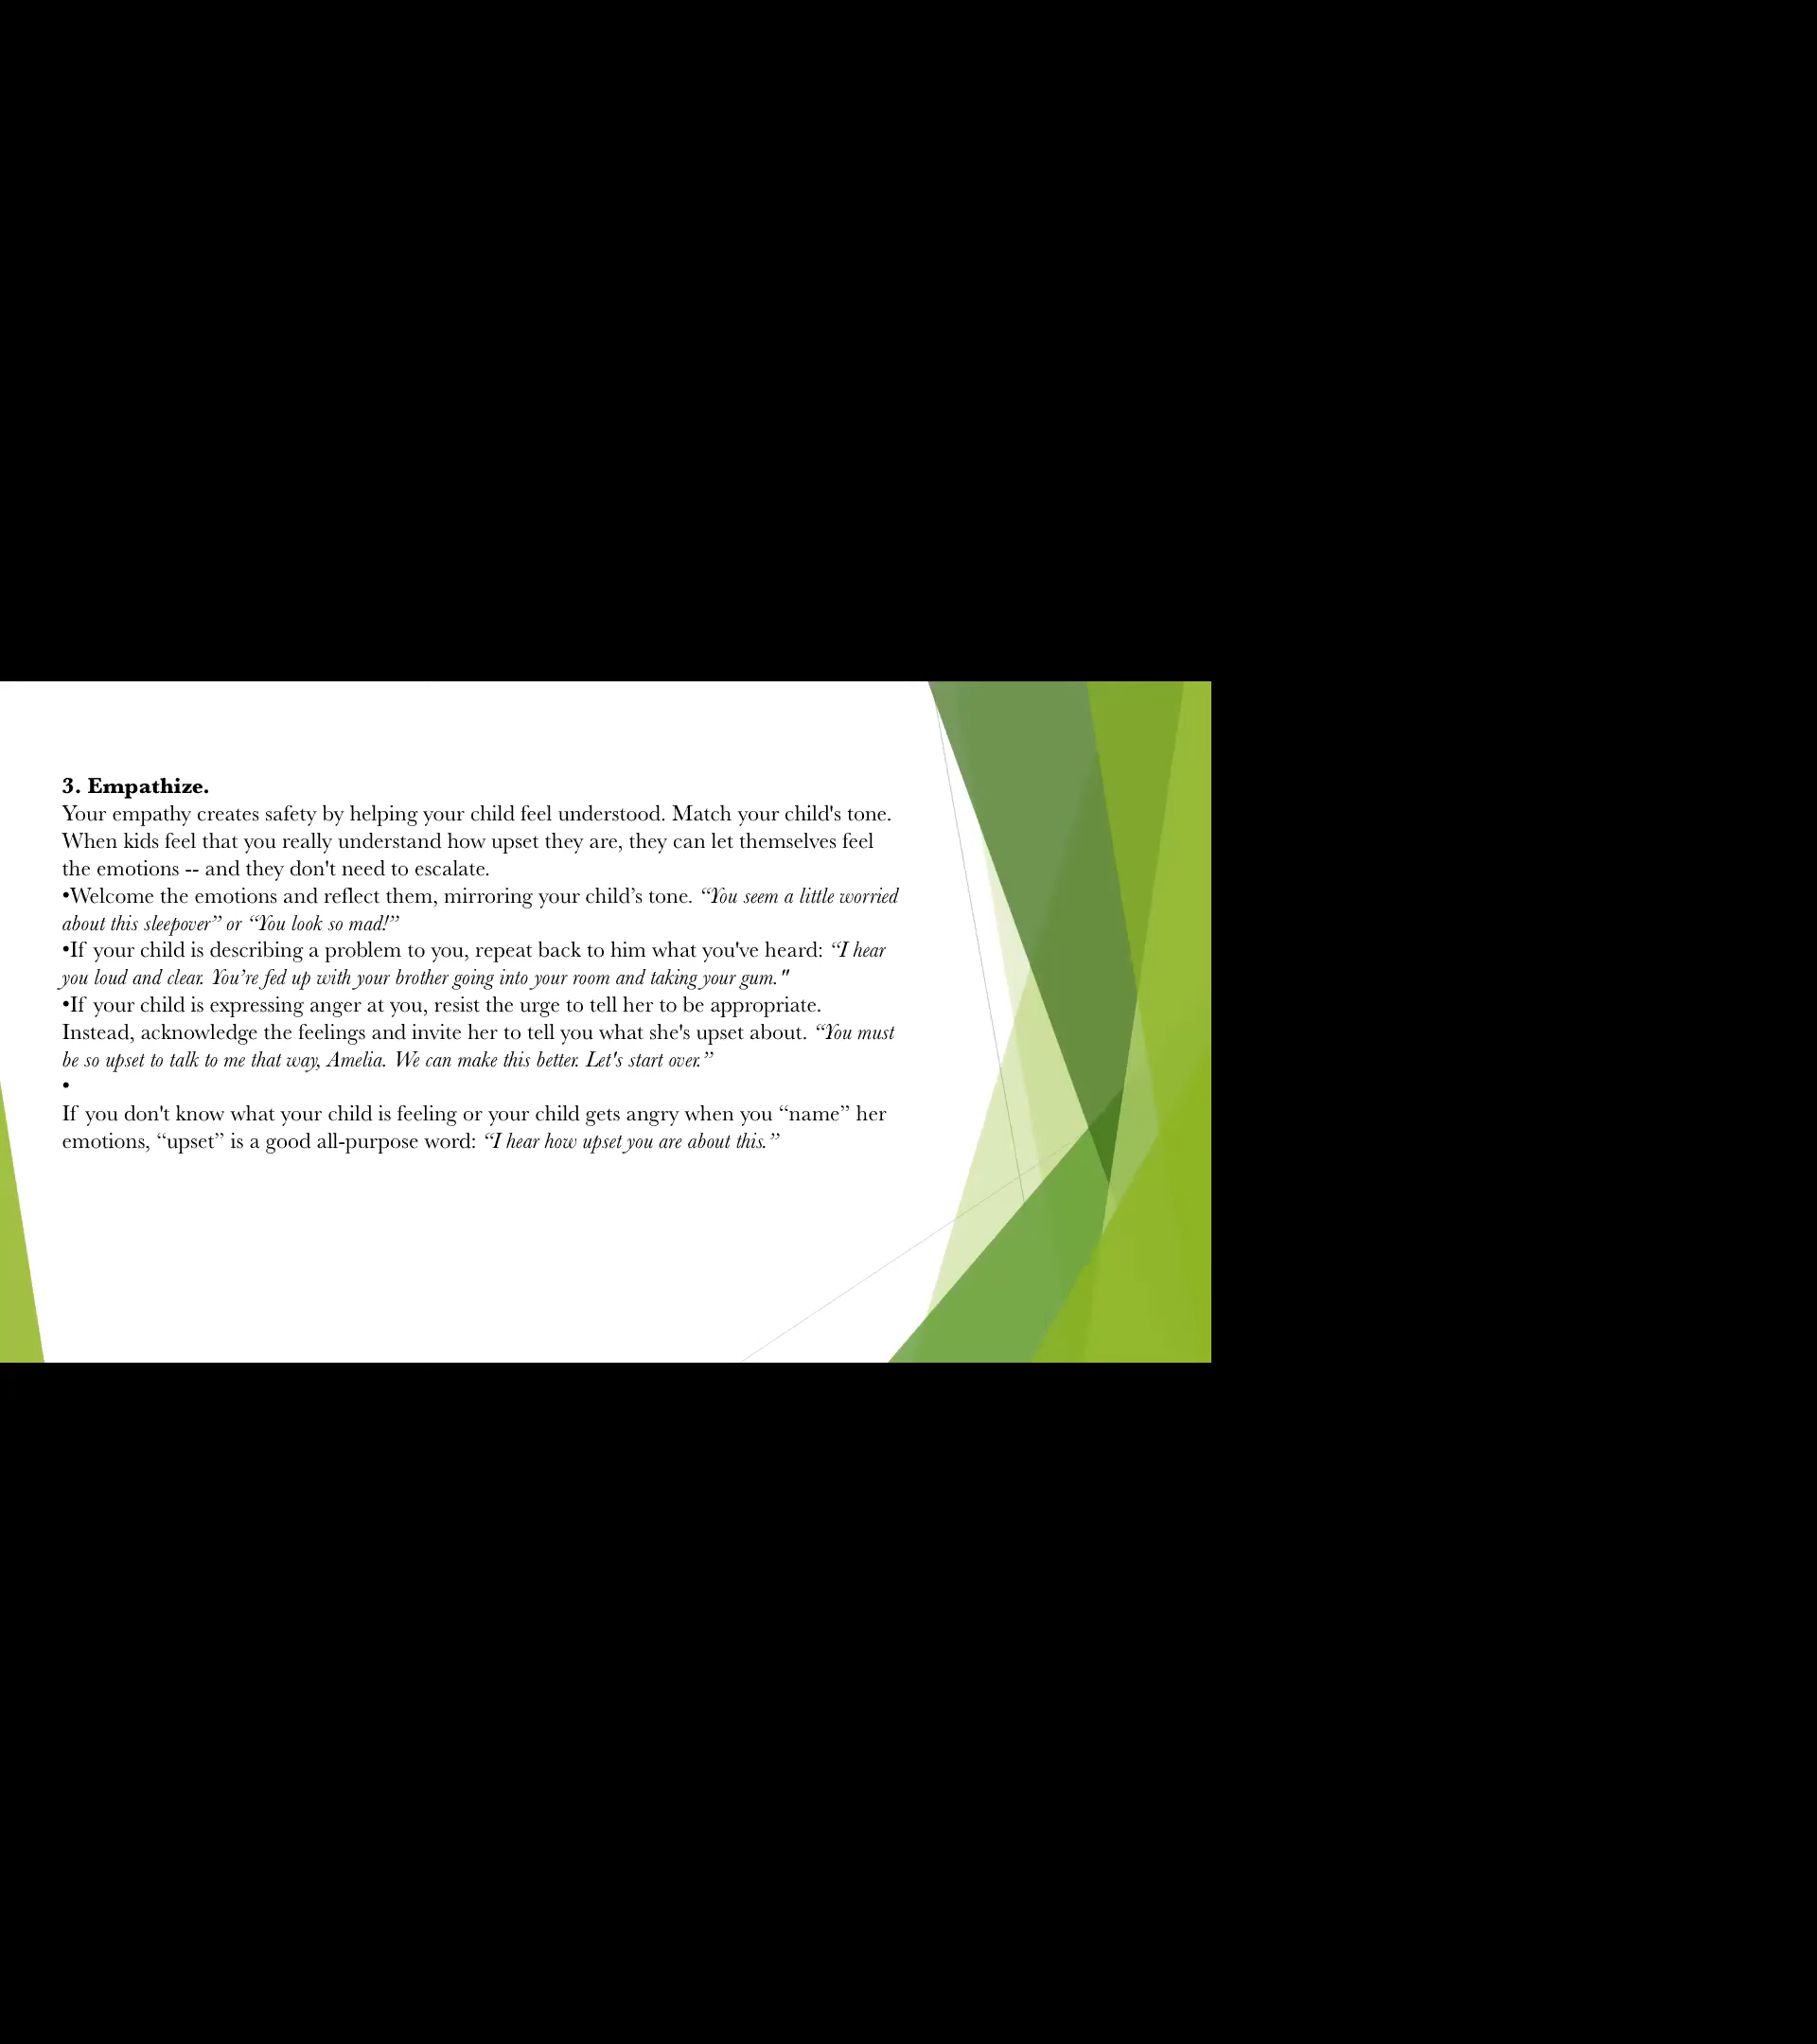 3. Empathize.
Your empathy creates safety by helping your child feel understood. Match your child's tone.
When kids feel that you really understand how upset they are, they can let themselves feel
the emotions -- and they don't need to escalate.
•Welcome the emotions and reflect them, mirroring your child’s tone. “You seem a little worried
about this sleepover” or “You look so mad!”
•If your child is describing a problem to you, repeat back to him what you've heard: “I hear
you loud and clear. You’re fed up with your brother going into your room and taking your gum."
•If your child is expressing anger at you, resist the urge to tell her to be appropriate.
Instead, acknowledge the feelings and invite her to tell you what she's upset about. “You must
be so upset to talk to me that way, Amelia. We can make this better. Let's start over.”
•
If you don't know what your child is feeling or your child gets angry when you “name” her
emotions, “upset” is a good all-purpose word: “I hear how upset you are about this.”